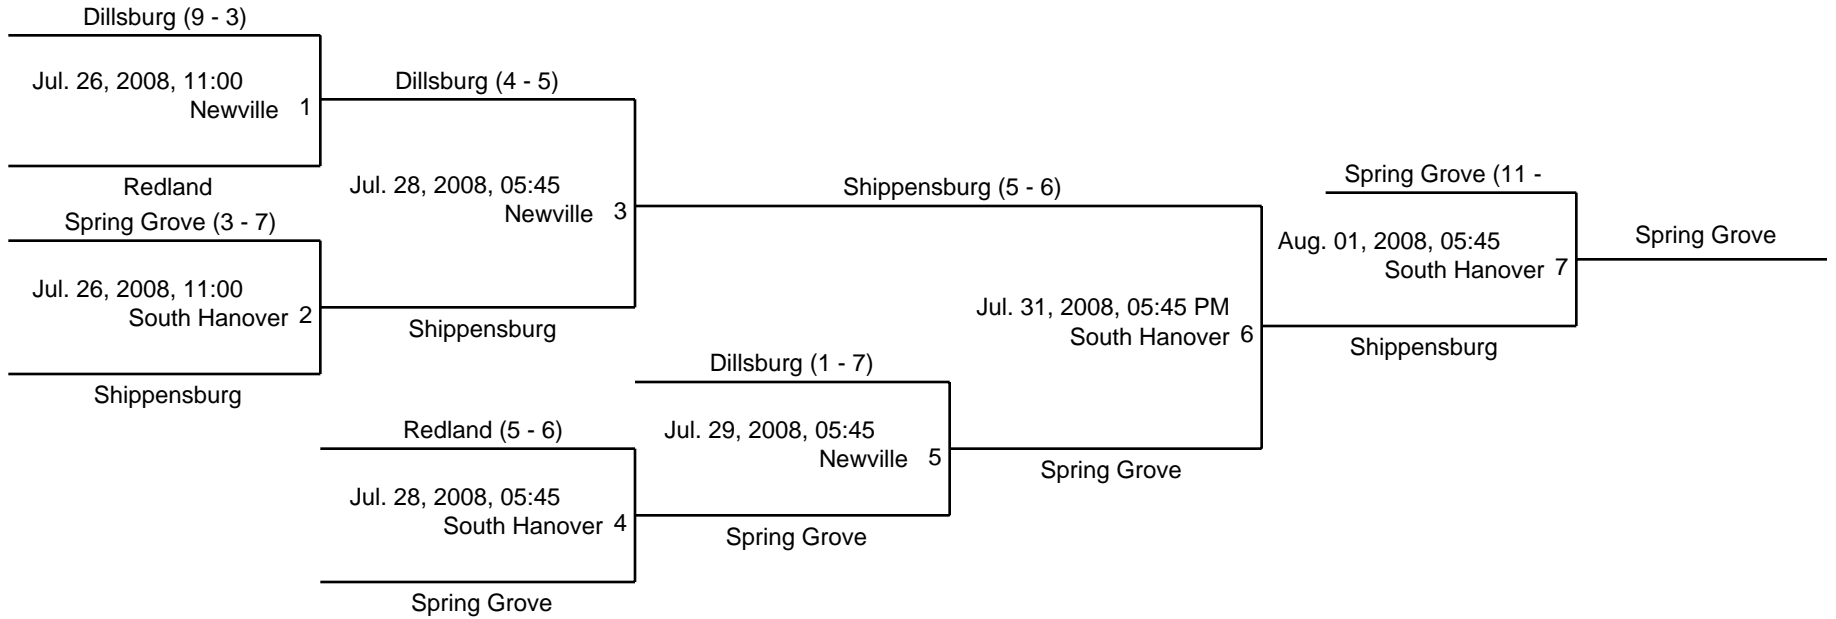 Dillsburg (9 - 3)
Jul. 26, 2008, 11:00
Newville 1
Redland
Spring Grove (3 - 7)
Jul. 26, 2008, 11:00
South Hanover 2
Shippensburg
Dillsburg (4 - 5)
Jul. 28, 2008, 05:45
Newville 3
Shippensburg
Redland (5 - 6)
Jul. 28, 2008, 05:45
South Hanover 4
Spring Grove
Dillsburg (1 - 7)
Jul. 29, 2008, 05:45
Newville 5
Spring Grove
Shippensburg (5 - 6)
Jul. 31, 2008, 05:45 PM
South Hanover 6
Spring Grove
Spring Grove (11 -
Aug. 01, 2008, 05:45
South Hanover 7
Shippensburg
Spring Grove